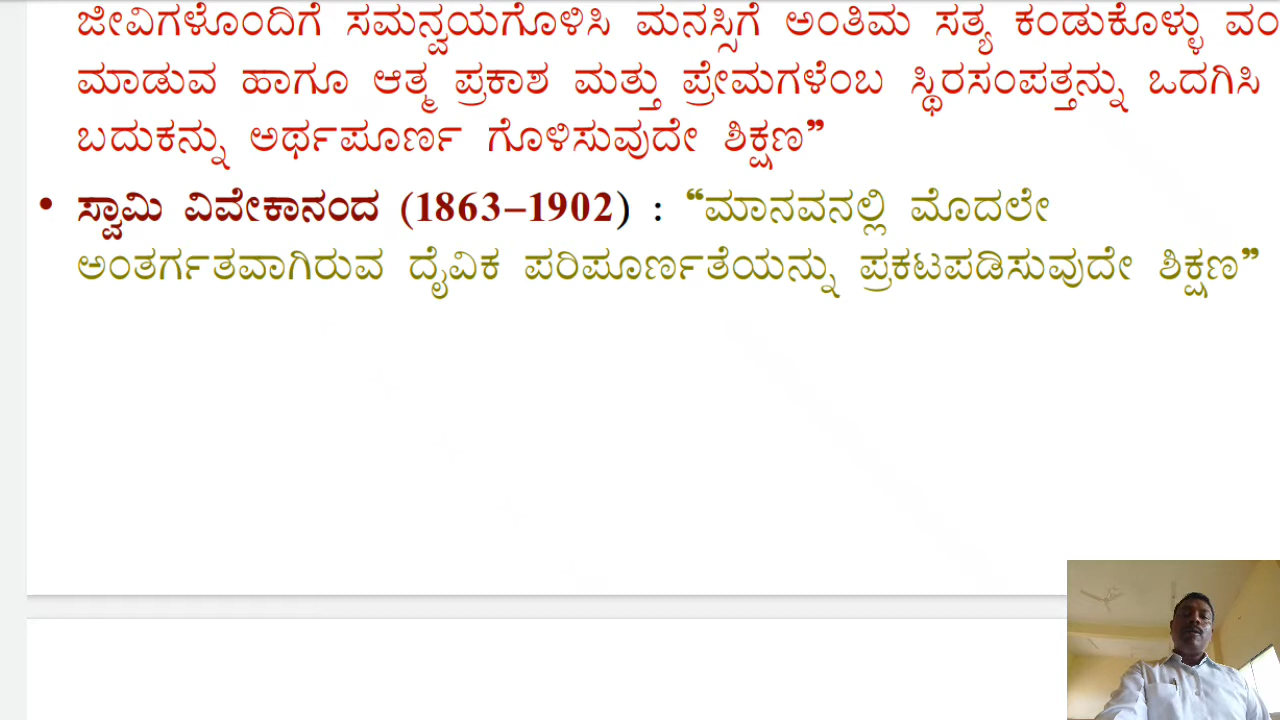 ಜೀವಿಗಳೊಂದಿಗೆ ಸಮನ್ವಯಗೊಳಿಸಿ ಮನಸ್ಸಿಗೆ ಅಂತಿಮ ಸತ್ಯ ಕಂಡುಕೊಳ್ಳು ವಂ
ಮಾಡುವ ಹಾಗೂ ಆತ್ಮ ಪ್ರಕಾಶ ಮತ್ತು ಪ್ರೇಮಗಳೆಂಬ ಸ್ಥಿರಸಂಪತ್ತನ್ನು ಒದಗಿಸಿ
ಬದುಕನ್ನು ಅರ್ಥಪೂರ್ಣ ಗೊಳಿಸುವುದೇ ಶಿಕ್ಷಣ”
• ಸ್ವಾಮಿ ವಿವೇಕಾನಂದ (1863–1902) : “ಮಾನವನಲ್ಲಿ ಮೊದಲೇ
ಅಂತರ್ಗತವಾಗಿರುವ ದೈವಿಕ ಪರಿಪೂರ್ಣತೆಯನ್ನು ಪ್ರಕಟಪಡಿಸುವುದೇ ಶಿಕ್ಷಣ”